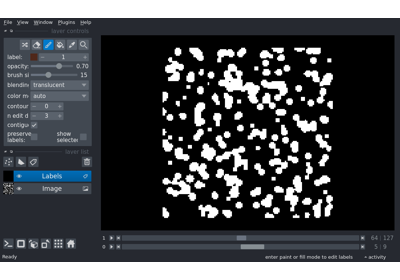 File View Window Plugins Help
layer controls
label: 1
opacity: 0.70
brush si 15
blending translucent
color m auto
contour 0
n edit d 3
contigu
preserve labels: show selected
layer list
Labels
Image
1 64 127
0 5 9
Ready enter paint or fill mode to edit labels activity